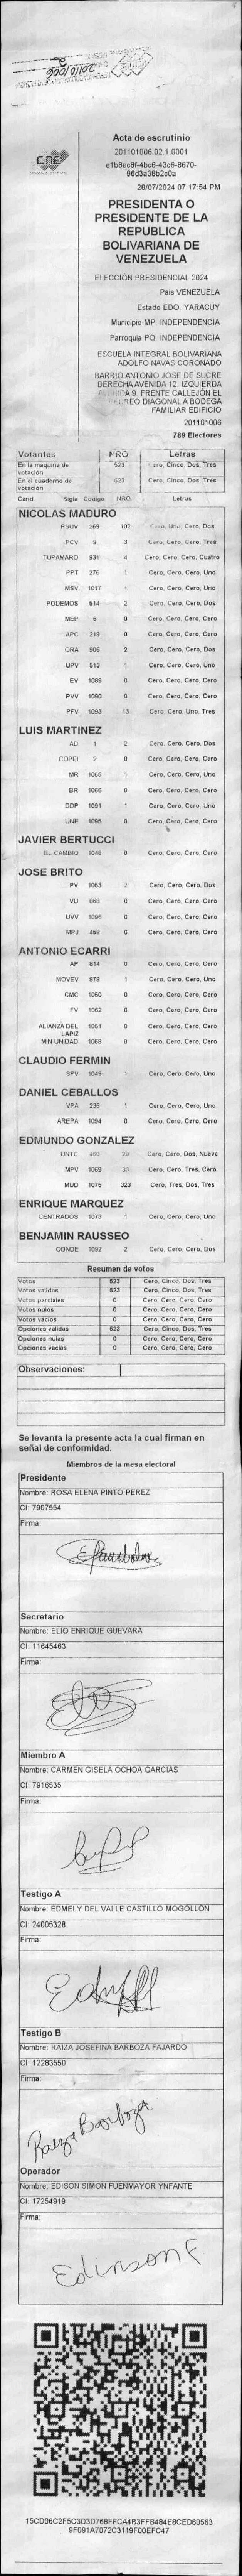 CNE
Acta de escrutinio
201101006.02.1.0001
e1b8ec8f-4bc6-43c6-8670-
96d3a38b2c0a
28/07/2024 07:17:54 PM
PRESIDENTA O
PRESIDENTE DE LA
REPUBLICA
BOLIVARIANA DE
VENEZUELA
ELECCIÓN PRESIDENCIAL 2024
País VENEZUELA
Estado EDO. YARACUY
Municipio MP. INDEPENDENCIA
Parroquia PQ. INDEPENDENCIA
ESCUELA INTEGRAL BOLIVARIANA
ADOLFO NAVAS CORONADO
BARRIO ANTONIO JOSE DE SUCRE
DERECHA AVENIDA 12. IZQUIERDA
AVENIDA 9. FRENTE CALLEJÓN EL
DIAGONAL A BODEGA
FAMILIAR EDIFICIO
201101006
789 Electores
Votantes NRO Letras
En la máquina de votación 523 Cero, Cinco, Dos, Tres
En el cuaderno de votación 523 Cero, Cinco, Dos, Tres
Cand. Sigla Código NRO. Letras
NICOLAS MADURO
PSUV 269 102 Cero, Uno, Cero, Dos
PCV 3 Cero, Cero, Cero, Tres
TUPAMARO 931 4 Cero, Cero, Cero, Cuatro
PPT 276 1 Cero, Cero, Cero, Uno
MSV 1017 1 Cero, Cero, Cero, Uno
PODEMOS 514 2 Cero, Cero, Cero, Dos
MEP 6 0 Cero, Cero, Cero, Cero
APC 219 0 Cero, Cero, Cero, Cero
ORA 906 2 Cero, Cero, Cero, Dos
UPV 513 1 Cero, Cero, Cero, Uno
EV 1089 0 Cero, Cero, Cero, Cero
PVV 1090 0 Cero, Cero, Cero, Cero
PFV 1093 13 Cero, Cero, Uno, Tres
LUIS MARTINEZ
AD 1 2 Cero, Cero, Cero, Dos
COPEI 2 0 Cero, Cero, Cero, Cero
MR 1065 1 Cero, Cero, Cero, Uno
BR 1066 0 Cero, Cero, Cero, Cero
DDP 1091 1 Cero, Cero, Cero, Uno
UNE 1095 0 Cero, Cero, Cero, Cero
JAVIER BERTUCCI
EL CAMBIO 1048 0 Cero, Cero, Cero, Cero
JOSE BRITO
PV 1053 2 Cero, Cero, Cero, Dos
VU 868 0 Cero, Cero, Cero, Cero
UVV 1096 0 Cero, Cero, Cero, Cero
MPJ 459 0 Cero, Cero, Cero, Cero
ANTONIO ECARRI
AP 914 0 Cero, Cero, Cero, Cero
MOVEV 978 1 Cero, Cero, Cero, Uno
CMC 1050 0 Cero, Cero, Cero, Cero
FV 1062 0 Cero, Cero, Cero, Cero
ALIANZA DEL LAPIZ 1051 0 Cero, Cero, Cero, Cero
MIN UNIDAD 1068 0 Cero, Cero, Cero, Cero
CLAUDIO FERMIN
SPV 1049 1 Cero, Cero, Cero, Uno
DANIEL CEBALLOS
VPA 236 1 Cero, Cero, Cero, Uno
AREPA 1094 0 Cero, Cero, Cero, Cero
EDMUNDO GONZALEZ
UNTC 29 Cero, Cero, Dos, Nueve
MPV 1069 30 Cero, Cero, Tres, Cero
MUD 1075 323 Cero, Tres, Dos, Tres
ENRIQUE MARQUEZ
CENTRADOS 1073 1 Cero, Cero, Cero, Uno
BENJAMIN RAUSSEO
CONDE 1092 2 Cero, Cero, Cero, Dos
Resumen de votos
Votos 523 Cero, Cinco, Dos, Tres
Votos validos 523 Cero, Cinco, Dos, Tres
Votos parciales 0 Cero, Cero, Cero, Cero
Votos nulos 0 Cero, Cero, Cero, Cero
Votos vacios 0 Cero, Cero, Cero, Cero
Opciones validas 523 Cero, Cinco, Dos, Tres
Opciones nulas 0 Cero, Cero, Cero, Cero
Opciones vacias 0 Cero, Cero, Cero, Cero
Observaciones:
Se levanta la presente acta la cual firman en
señal de conformidad.
Miembros de la mesa electoral
Presidente
Nombre: ROSA ELENA PINTO PEREZ
CI: 7907554
Firma:
Secretario
Nombre: ELIO ENRIQUE GUEVARA
CI: 11645463
Firma:
Miembro A
Nombre: CARMEN GISELA OCHOA GARCIAS
CI: 7916535
Firma:
Testigo A
Nombre: EDMELY DEL VALLE CASTILLO MOGOLLÓN
CI: 24005328
Firma:
Testigo B
Nombre: RAIZA JOSEFINA BARBOZA FAJARDO
CI: 12283550
Firma:
Raiza Barboza
Operador
Nombre: EDISON SIMON FUENMAYOR YNFANTE
CI: 17254919
Firma:
Edinson F
15CD06C2F5C3D3D76BFFCA4B3FFB484E8CED60563
9F091A7072C3119F00EFC47